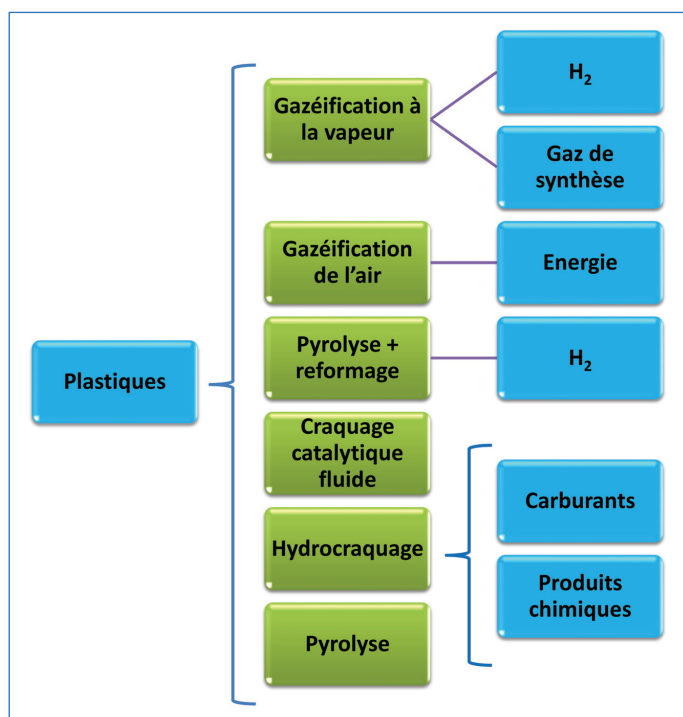 Plastiques
Gazéification à
la vapeur
H₂
Gaz de
synthèse
Gazéification
de l'air
Energie
Pyrolyse +
reformage
H₂
Craquage
catalytique
fluide
Hydrocraquage
Pyrolyse
Carburants
Produits
chimiques